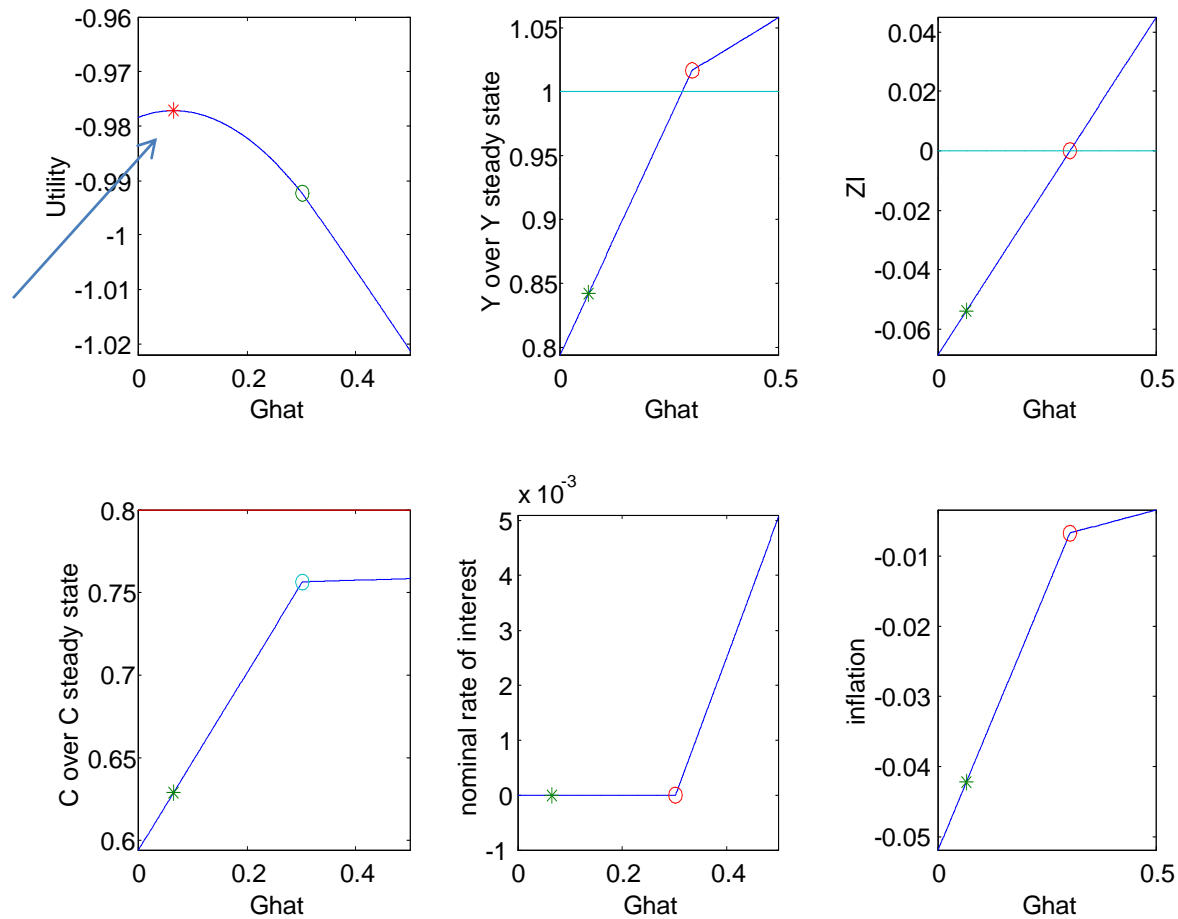 -0.96
-0.97
-0.98
-0.99
-1
-1.01
-1.02
0 0.2 0.4
Utility
Ghat
1.05
1
0.95
0.9
0.85
0.8
0 0.5
Y over Y steady state
Ghat
0.04
0.02
0
-0.02
-0.04
-0.06
0 0.5
ZI
Ghat
0.8
0.75
0.7
0.65
0.6
0 0.2 0.4
C over C steady state
Ghat
x 10-3
5
4
3
2
1
0
-1
0 0.2 0.4
nominal rate of interest
Ghat
-0.01
-0.02
-0.03
-0.04
-0.05
0 0.5
inflation
Ghat